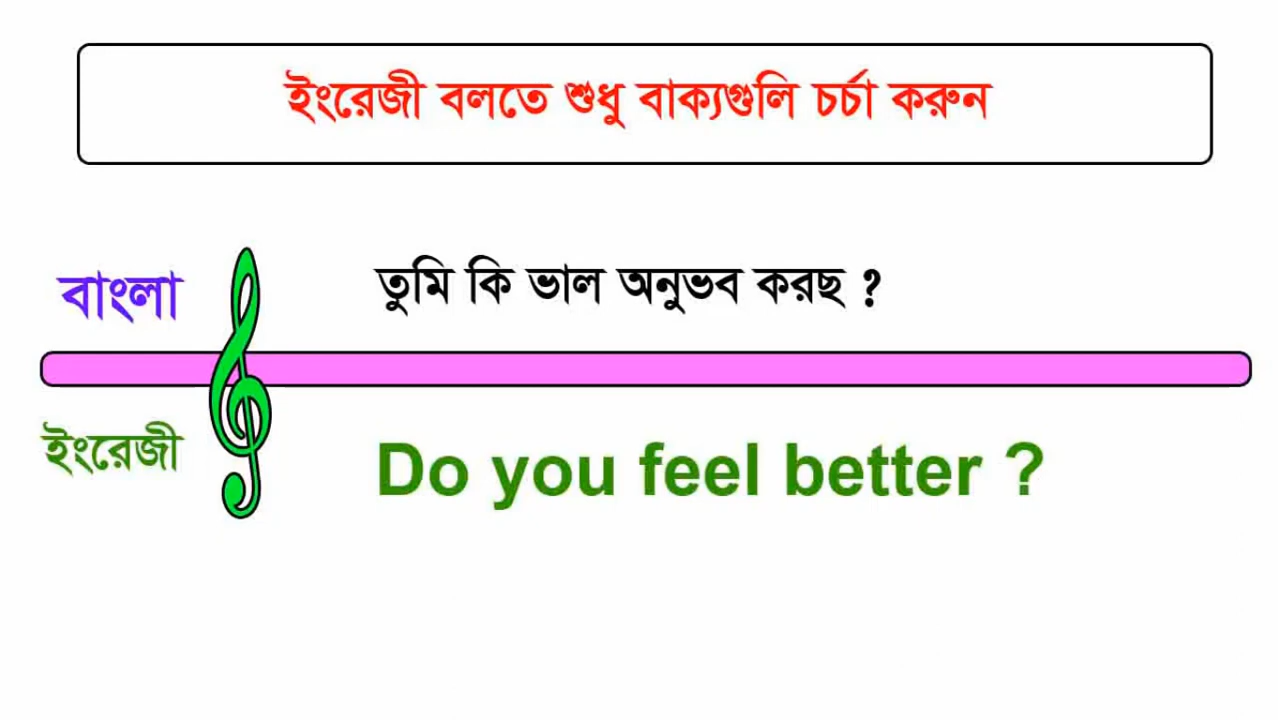 ইংরেজী বলতে শুধু বাক্যগুলি চর্চা করুন
বাংলা
তুমি কি ভাল অনুভব করছ ?
ইংরেজী
Do you feel better ?